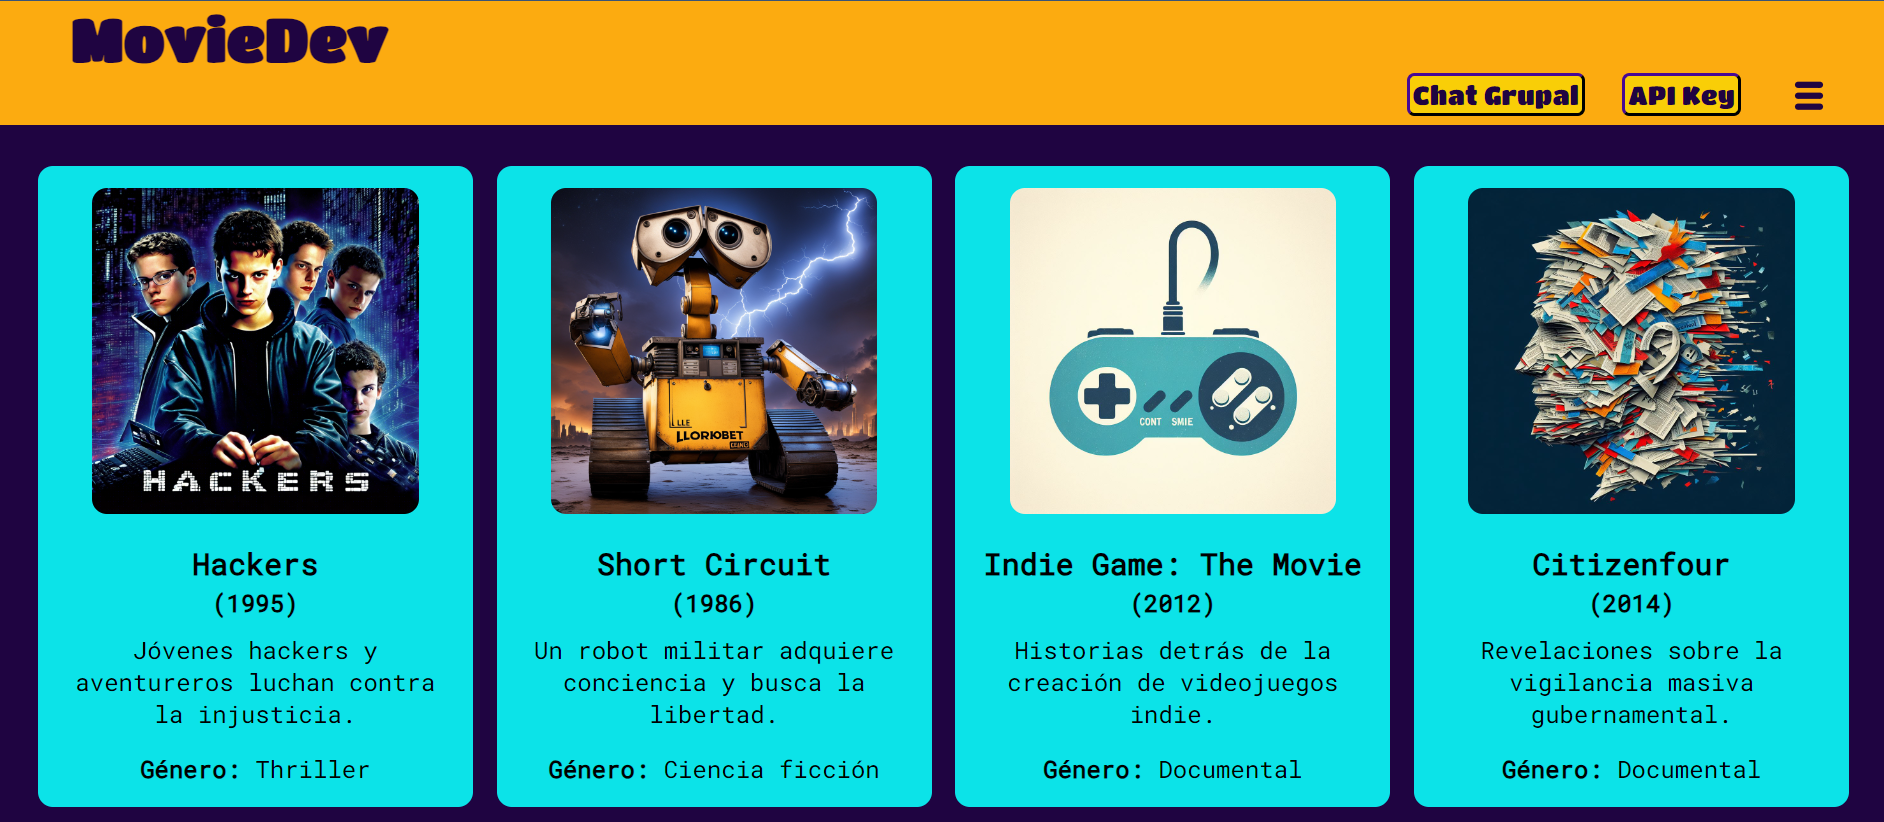 MovieDev
Chat Grupal API Key
HACKERS
LLE
LLORIOBET
CONT SMIE
Hackers
(1995)
Jóvenes hackers y
aventureros luchan contra
la injusticia.
Género: Thriller
Short Circuit
(1986)
Un robot militar adquiere
conciencia y busca la
libertad.
Género: Ciencia ficción
Indie Game: The Movie
(2012)
Historias detrás de la
creación de videojuegos
indie.
Género: Documental
Citizenfour
(2014)
Revelaciones sobre la
vigilancia masiva
gubernamental.
Género: Documental